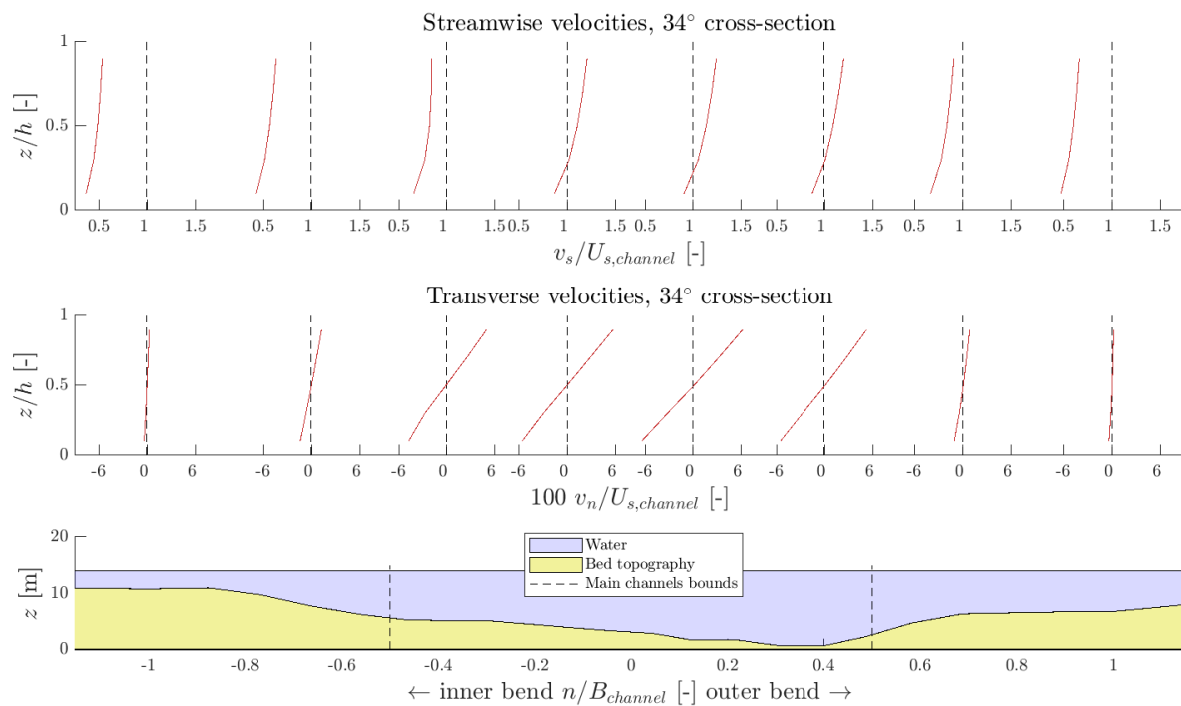 Streamwise velocities, 34° cross-section
1
0.5
0
z/h [-]
0.5 1 1.5 0.5 1 1.5 0.5 1 1.5 0.5 1 1.5 0.5 1 1.5 0.5 1 1.5 0.5 1 1.5 0.5 1 1.5
v_s/U_{s,channel} [-]
Transverse velocities, 34° cross-section
1
0.5
0
z/h [-]
-6 0 6 -6 0 6 -6 0 6 -6 0 6 -6 0 6 -6 0 6 -6 0 6 -6 0 6
100 v_n/U_{s,channel} [-]
20
10
0
z [m]
Water
Bed topography
Main channels bounds
-1 -0.8 -0.6 -0.4 -0.2 0 0.2 0.4 0.6 0.8 1
← inner bend n/B_{channel} [-] outer bend →